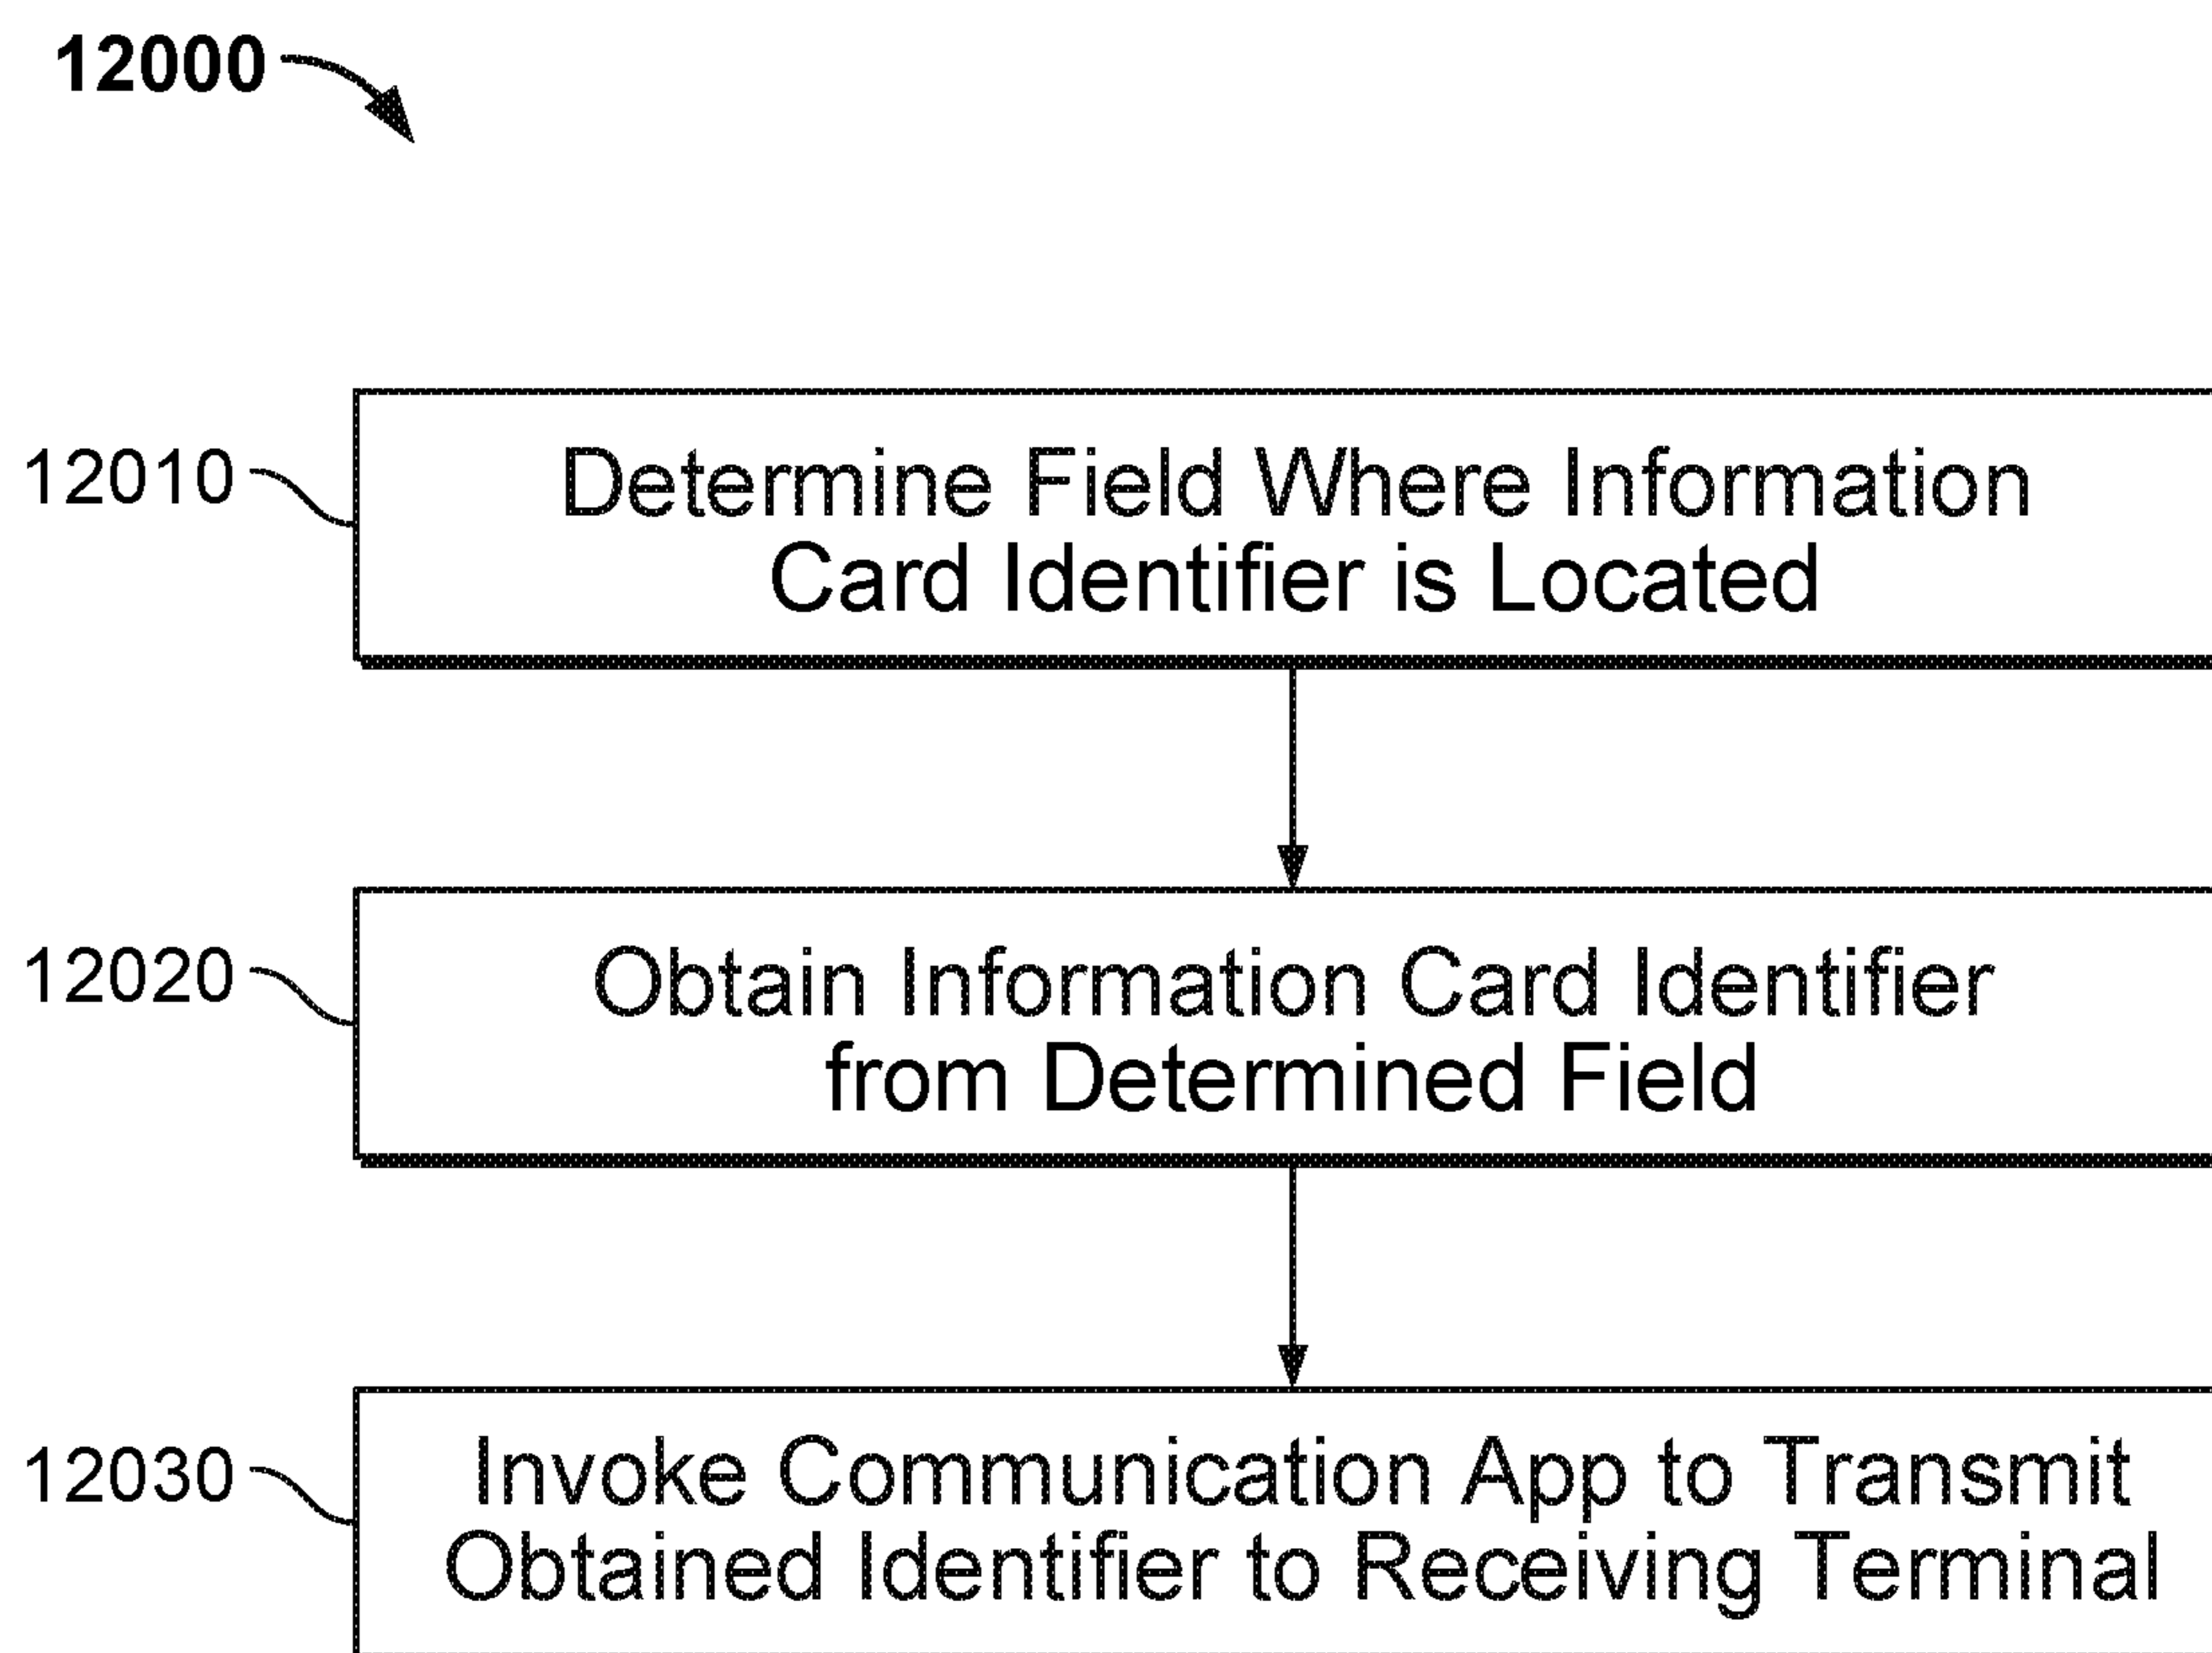 12000
12010
Determine Field Where Information
Card Identifier is Located
12020
Obtain Information Card Identifier
from Determined Field
12030
Invoke Communication App to Transmit
Obtained Identifier to Receiving Terminal